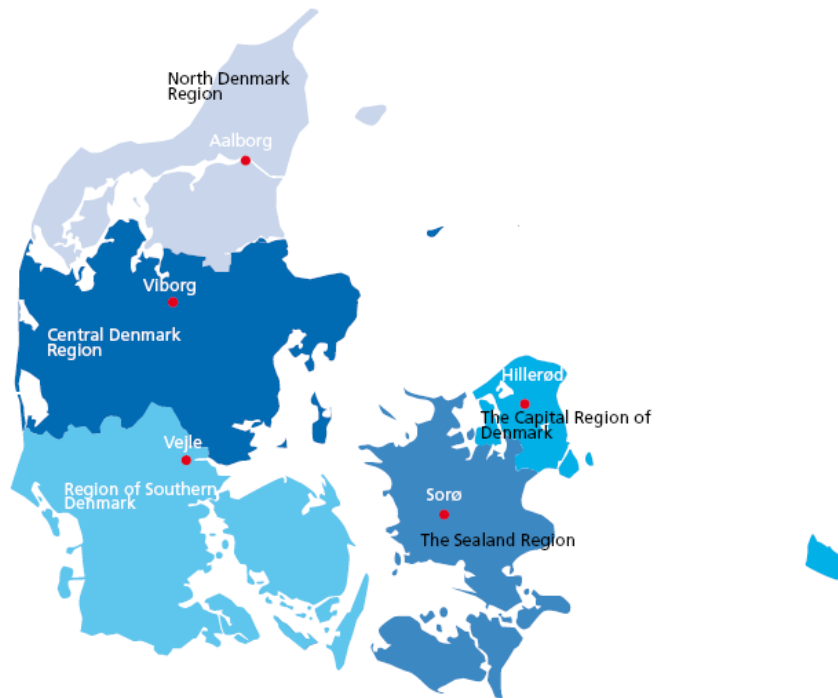 North Denmark
Region
Aalborg
Viborg
Central Denmark
Region
Hillerød
The Capital Region of
Denmark
Vejle
Region of Southern
Denmark
Sorø
The Sealand Region